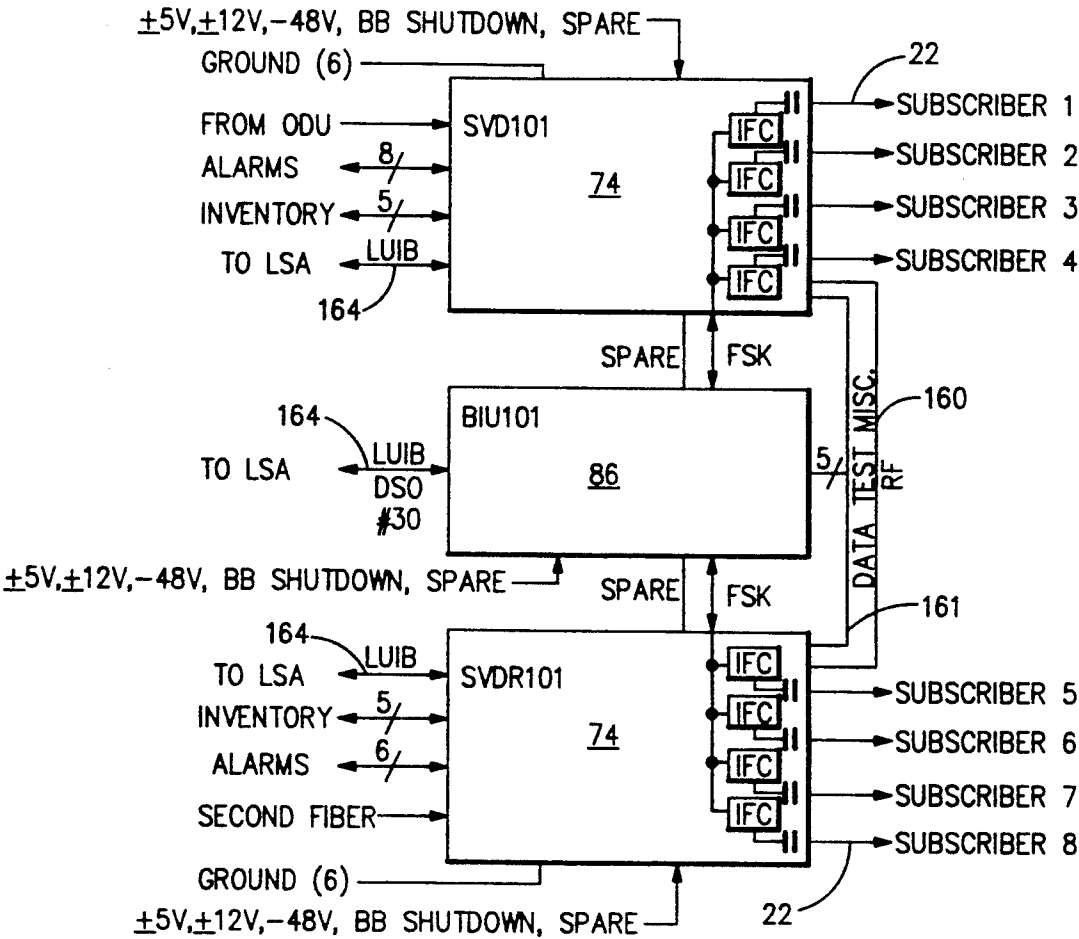 ±5V,±12V,-48V, BB SHUTDOWN, SPARE
GROUND (6)
22
FROM ODU
SVD101
IFC
SUBSCRIBER 1
ALARMS
8
74
IFC
SUBSCRIBER 2
INVENTORY
5
IFC
SUBSCRIBER 3
TO LSA
LUIB
IFC
SUBSCRIBER 4
164
SPARE
FSK
DATA TEST MISC.
RF
160
164
BIU101
TO LSA
LUIB
DSO
#30
86
5
±5V,±12V,-48V, BB SHUTDOWN, SPARE
SPARE
FSK
161
164
TO LSA
LUIB
SVDR101
IFC
SUBSCRIBER 5
INVENTORY
5
74
IFC
SUBSCRIBER 6
ALARMS
6
IFC
SUBSCRIBER 7
SECOND FIBER
IFC
SUBSCRIBER 8
GROUND (6)
22
±5V,±12V,-48V, BB SHUTDOWN, SPARE